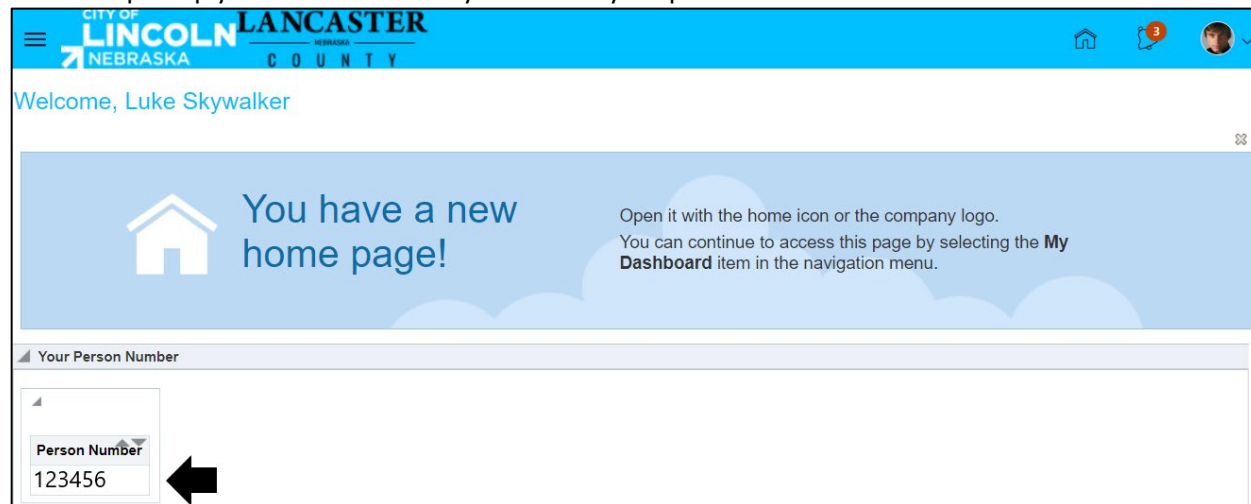 CITY OF
LINCOLN
NEBRASKA
LANCASTER
NEBRASKA
COUNTY
3
Welcome, Luke Skywalker
You have a new
home page!
Open it with the home icon or the company logo.
You can continue to access this page by selecting the My
Dashboard item in the navigation menu.
Your Person Number
Person Number
123456